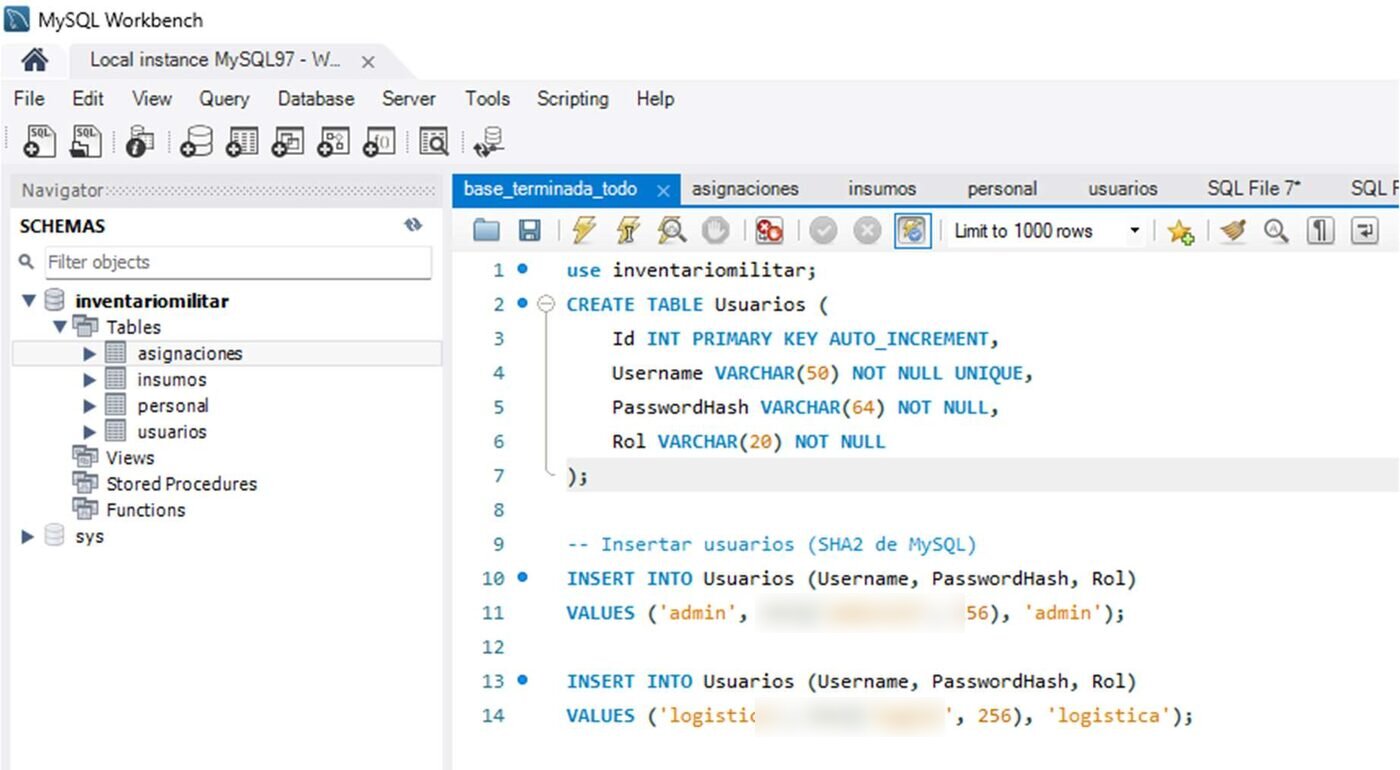 MySQL Workbench
Local instance MySQL97 - W...
File Edit View Query Database Server Tools Scripting Help
Navigator
SCHEMAS
Filter objects
inventariomilitar
Tables
asignaciones
insumos
personal
usuarios
Views
Stored Procedures
Functions
sys
base_terminada_todo asignaciones insumos personal usuarios SQL File 7*
Limit to 1000 rows
1 use inventariomilitar;
2 CREATE TABLE Usuarios (
3 Id INT PRIMARY KEY AUTO_INCREMENT,
4 Username VARCHAR(50) NOT NULL UNIQUE,
5 PasswordHash VARCHAR(64) NOT NULL,
6 Rol VARCHAR(20) NOT NULL
7 );
8
9 -- Insertar usuarios (SHA2 de MySQL)
10 INSERT INTO Usuarios (Username, PasswordHash, Rol)
11 VALUES ('admin', 56), 'admin');
12
13 INSERT INTO Usuarios (Username, PasswordHash, Rol)
14 VALUES (' ', 256), 'logistica');